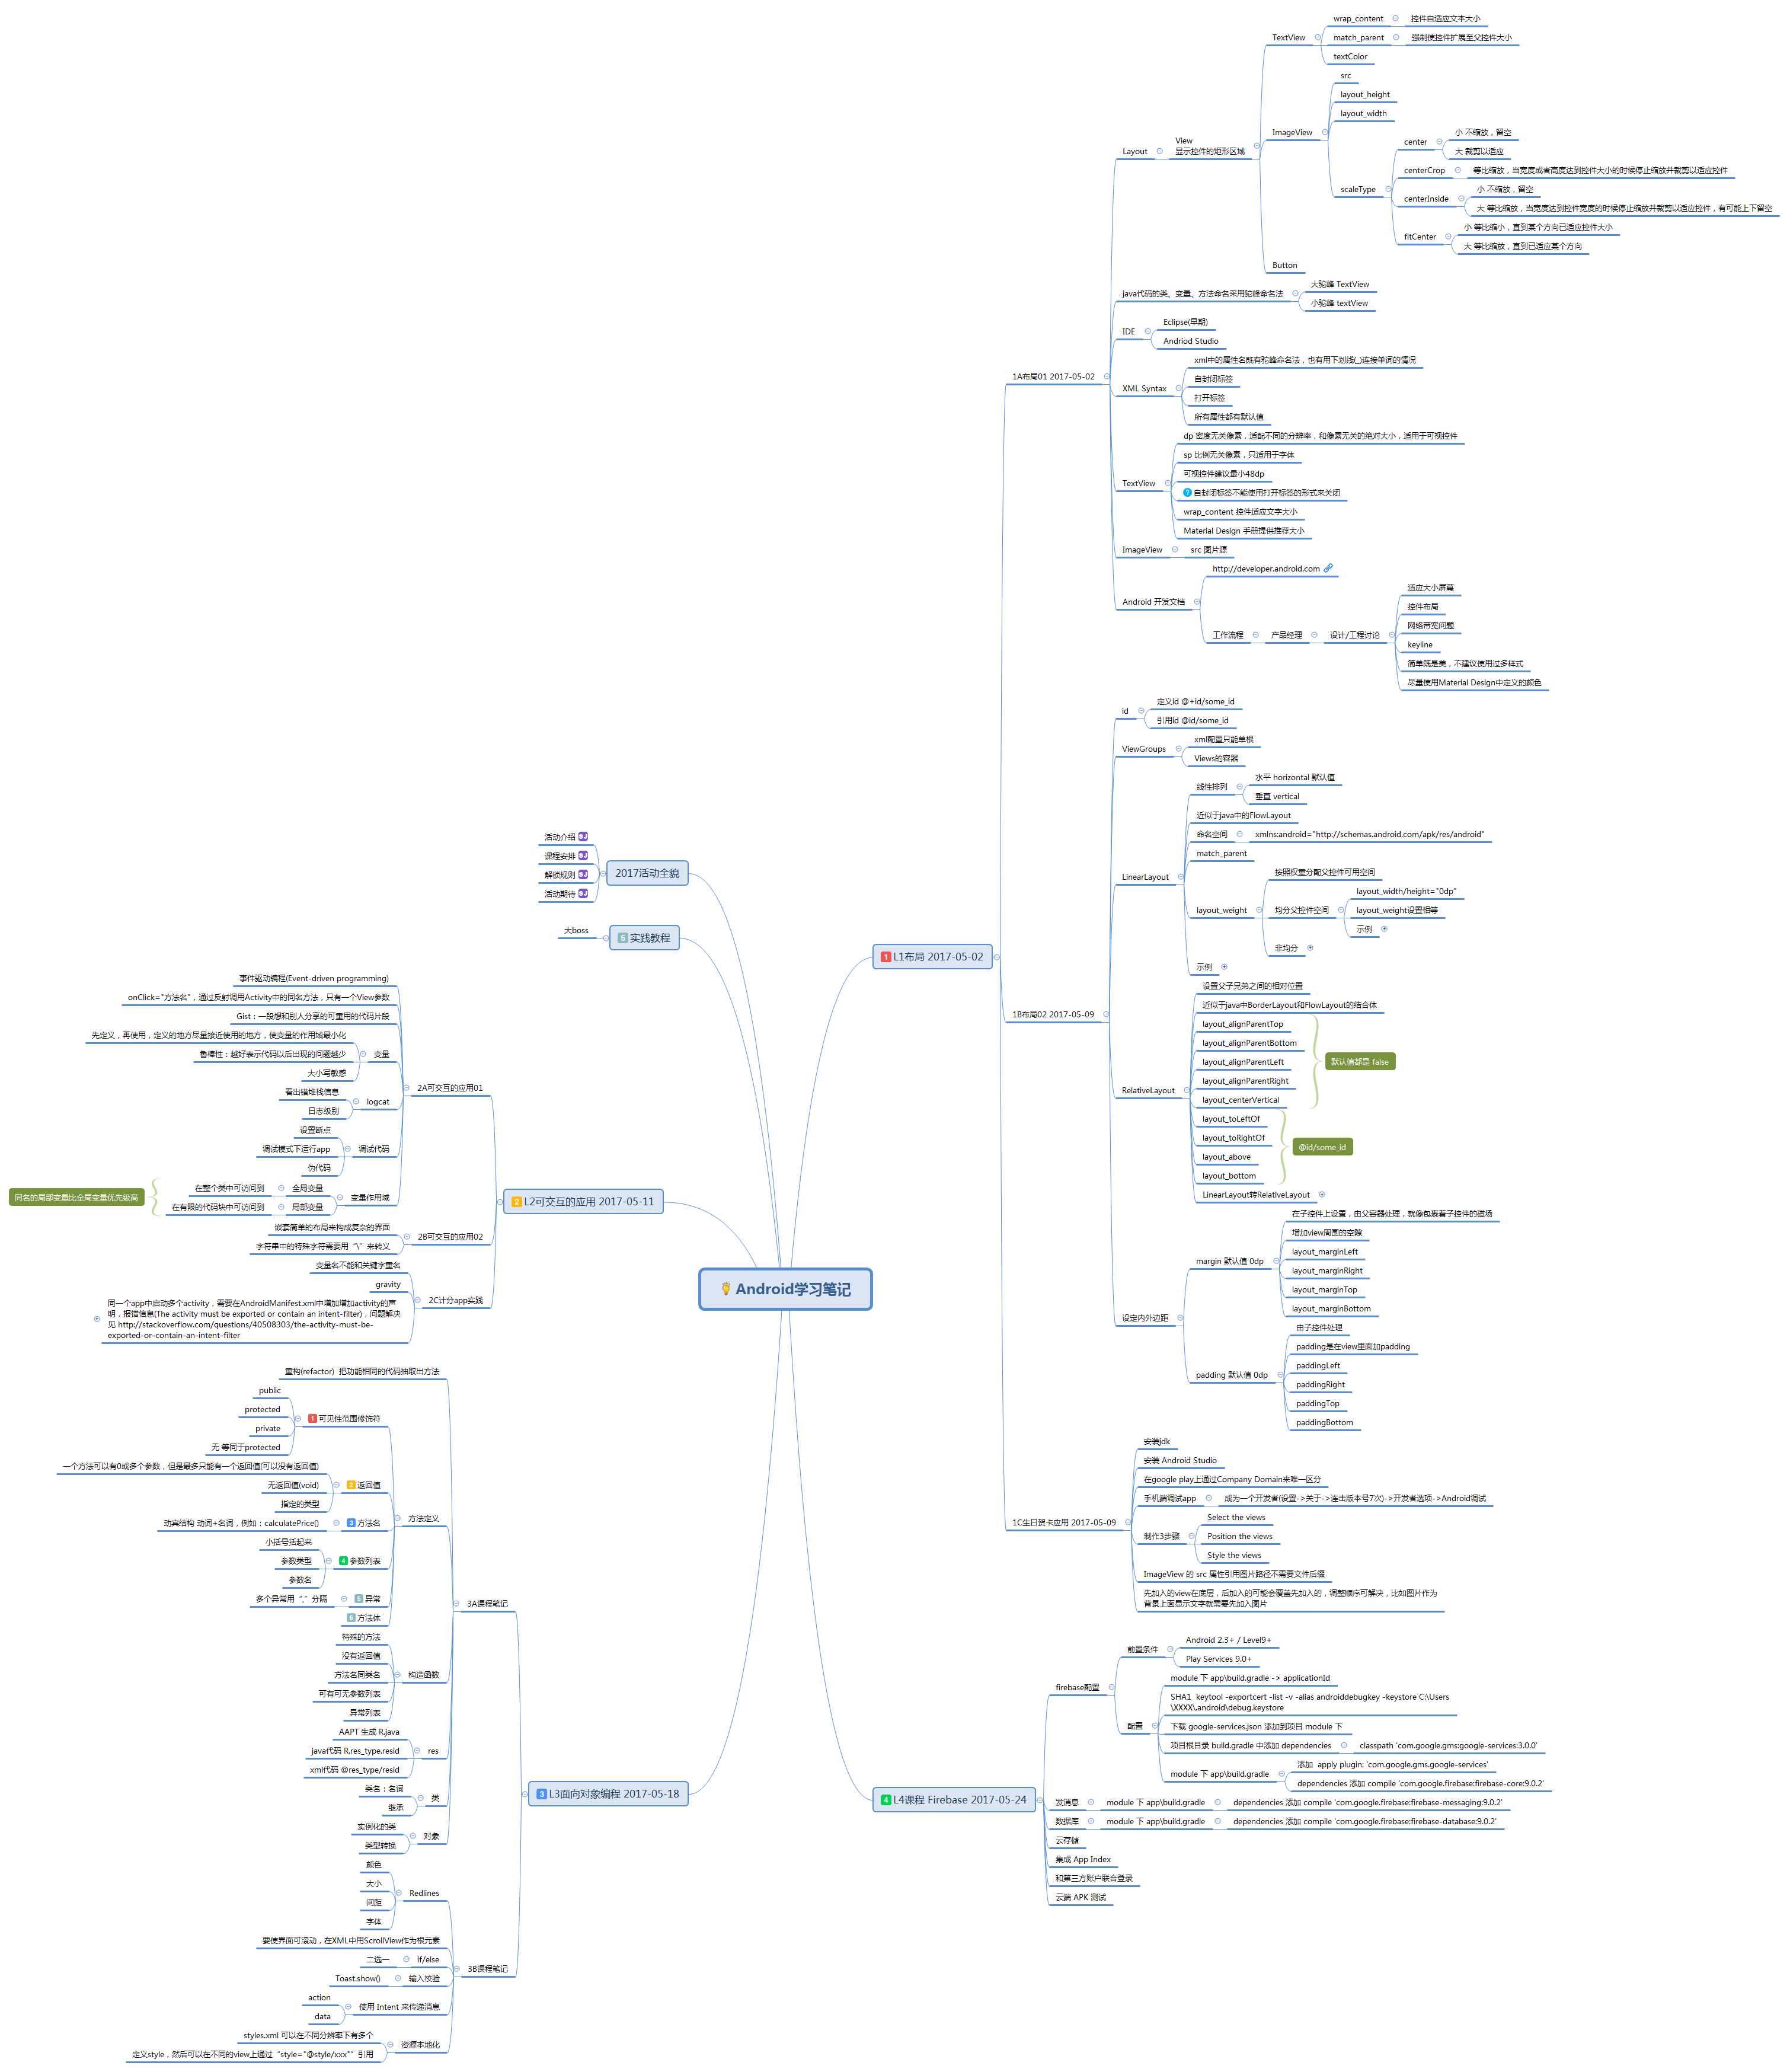 Android学习笔记
L1布局 2017-05-02
1A布局01 2017-05-02
Layout
View
显示控件的矩形区域
TextView
wrap_content
控件自适应文本大小
match_parent
强制使控件扩展至父控件大小
textColor
ImageView
src
layout_height
layout_width
scaleType
center
小 不缩放，留空
大 裁剪以适应
centerCrop
等比缩放，当宽度或者高度达到控件大小的时候停止缩放并裁剪以适应控件
centerInside
小 不缩放，留空
大 等比缩放，当宽度达到控件宽度的时候停止缩放并裁剪以适应控件，有可能上下留空
fitCenter
小 等比缩小，直到某个方向已适应控件大小
大 等比缩放，直到已适应某个方向
Button
java代码的类、变量、方法命名采用驼峰命名法
大驼峰 TextView
小驼峰 textView
IDE
Eclipse(早期)
Andriod Studio
XML Syntax
xml中的属性名既有驼峰命名法，也有用下划线(_)连接单词的情况
自封闭标签
打开标签
所有属性都有默认值
TextView
dp 密度无关像素，适配不同的分辨率，和像素无关的绝对大小，适用于可视控件
sp 比例无关像素，只适用于字体
可视控件建议最小48dp
自封闭标签不能使用打开标签的形式来关闭
wrap_content 控件适应文字大小
Material Design 手册提供推荐大小
ImageView
src 图片源
Android 开发文档
http://developer.android.com
工作流程
产品经理
设计/工程讨论
适应大小屏幕
控件布局
网络带宽问题
keyline
简单既是美，不建议使用过多样式
尽量使用Material Design中定义的颜色
1B布局02 2017-05-09
id
定义id @+id/some_id
引用id @id/some_id
ViewGroups
xml配置只能单根
Views的容器
LinearLayout
线性排列
水平 horizontal 默认值
垂直 vertical
近似于java中的FlowLayout
命名空间
xmlns:android="http://schemas.android.com/apk/res/android"
match_parent
layout_weight
按照权重分配父控件可用空间
均分父控件空间
layout_width/height="0dp"
layout_weight设置相等
示例
非均分
示例
RelativeLayout
设置父子兄弟之间的相对位置
近似于java中BorderLayout和FlowLayout的结合体
layout_alignParentTop
layout_alignParentBottom
layout_alignParentLeft
layout_alignParentRight
layout_centerVertical
默认值都是 false
layout_toLeftOf
layout_toRightOf
layout_above
layout_bottom
@id/some_id
LinearLayout转RelativeLayout
设定内外边距
margin 默认值 0dp
在子控件上设置，由父容器处理，就像包裹着子控件的磁场
增加view周围的空隙
layout_marginLeft
layout_marginRight
layout_marginTop
layout_marginBottom
padding 默认值 0dp
由子控件处理
padding是在view里面加padding
paddingLeft
paddingRight
paddingTop
paddingBottom
1C生日贺卡应用 2017-05-09
安装jdk
安装 Android Studio
在google play上通过Company Domain来唯一区分
手机端调试app
成为一个开发者(设置->关于->连击版本号7次)->开发者选项->Android调试
制作3步骤
Select the views
Position the views
Style the views
ImageView 的 src 属性引用图片路径不需要文件后缀
先加入的view在底层，后加入的可能会覆盖先加入的，调整顺序可解决，比如图片作为
背景上面显示文字就需要先加入图片
L4课程 Firebase 2017-05-24
firebase配置
前置条件
Android 2.3+ / Level9+
Play Services 9.0+
配置
module 下 app\build.gradle -> applicationId
SHA1  keytool -exportcert -list -v -alias androiddebugkey -keystore C:\Users
\XXXX\.android\debug.keystore
下载 google-services.json 添加到项目 module 下
项目根目录 build.gradle 中添加 dependencies
classpath 'com.google.gms:google-services:3.0.0'
module 下 app\build.gradle
添加  apply plugin: 'com.google.gms.google-services'
dependencies 添加 compile 'com.google.firebase:firebase-core:9.0.2'
发消息
module 下 app\build.gradle
dependencies 添加 compile 'com.google.firebase:firebase-messaging:9.0.2'
数据库
module 下 app\build.gradle
dependencies 添加 compile 'com.google.firebase:firebase-database:9.0.2'
云存储
集成 App Index
和第三方账户联合登录
云端 APK 测试
2017活动全貌
活动介绍
课程安排
解锁规则
活动期待
5 实践教程
大boss
L2可交互的应用 2017-05-11
2A可交互的应用01
事件驱动编程(Event-driven programming)
onClick="方法名"，通过反射调用Activity中的同名方法，只有一个View参数
Gist：一段想和别人分享的可重用的代码片段
变量
先定义，再使用，定义的地方尽量接近使用的地方，使变量的作用域最小化
鲁棒性：越好表示代码以后出现的问题越少
大小写敏感
logcat
看出错堆栈信息
日志级别
调试代码
设置断点
调试模式下运行app
伪代码
变量作用域
全局变量
在整个类中可访问到
局部变量
在有限的代码块中可访问到
同名的局部变量比全局变量优先级高
2B可交互的应用02
嵌套简单的布局来构成复杂的界面
字符串中的特殊字符需要用“\”来转义
2C计分app实践
变量名不能和关键字重名
gravity
同一个app中启动多个activity，需要在AndroidManifest.xml中增加增加activity的声
明，报错信息(The activity must be exported or contain an intent-filter)，问题解决
见 http://stackoverflow.com/questions/40508303/the-activity-must-be-
exported-or-contain-an-intent-filter
L3面向对象编程 2017-05-18
3A课程笔记
重构(refactor)  把功能相同的代码抽取出方法
方法定义
1 可见性范围修饰符
public
protected
private
无 等同于protected
2 返回值
一个方法可以有0或多个参数，但是最多只能有一个返回值(可以没有返回值)
无返回值(void)
指定的类型
3 方法名
动宾结构 动词+名词，例如：calculatePrice()
4 参数列表
小括号括起来
参数类型
参数名
5 异常
多个异常用“,”分隔
6 方法体
构造函数
特殊的方法
没有返回值
方法名同类名
可有可无参数列表
异常列表
res
AAPT 生成 R.java
java代码 R.res_type.resid
xml代码 @res_type/resid
类
类名：名词
继承
对象
实例化的类
类型转换
3B课程笔记
Redlines
颜色
大小
间距
字体
要使界面可滚动，在XML中用ScrollView作为根元素
if/else
二选一
输入校验
Toast.show()
使用 Intent 来传递消息
action
data
资源本地化
styles.xml 可以在不同分辨率下有多个
定义style，然后可以在不同的view上通过“style="@style/xxx"”引用